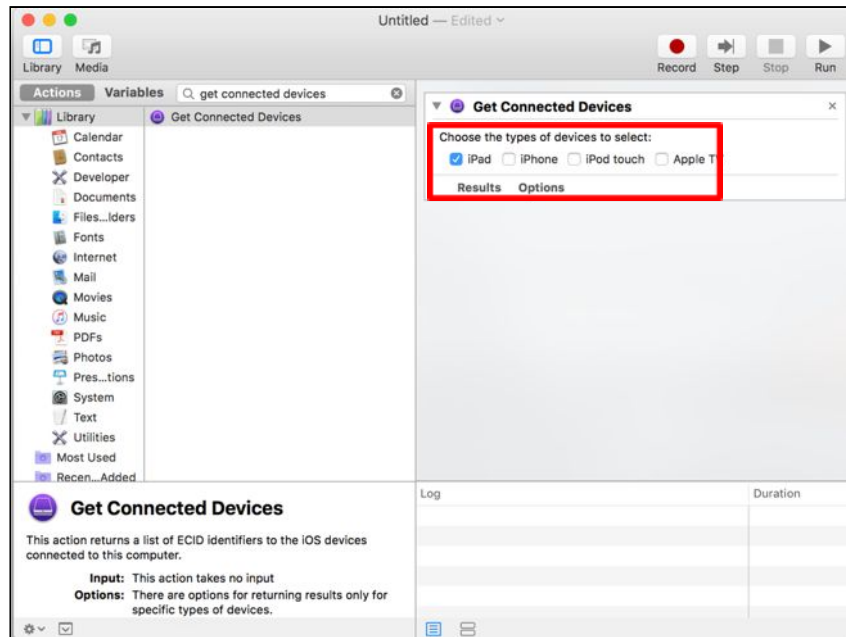 Untitled — Edited
Library Media
Record Step Stop Run
Actions Variables get connected devices
Library
Calendar
Contacts
Developer
Documents
Files...lders
Fonts
Internet
Mail
Movies
Music
PDFs
Photos
Pres...tions
System
Text
Utilities
Most Used
Recen...Added
Get Connected Devices
Get Connected Devices
Choose the types of devices to select:
iPad iPhone iPod touch Apple T
Results Options
Get Connected Devices
This action returns a list of ECID identifiers to the iOS devices
connected to this computer.
Input: This action takes no input
Options: There are options for returning results only for
specific types of devices.
Log Duration